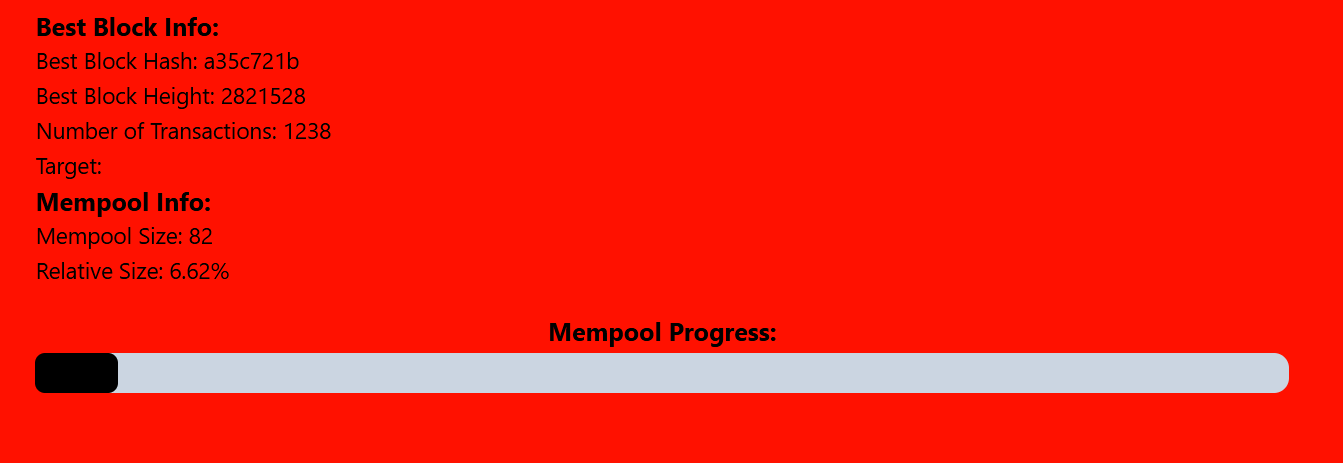 Best Block Info:
Best Block Hash: a35c721b
Best Block Height: 2821528
Number of Transactions: 1238
Target:
Mempool Info:
Mempool Size: 82
Relative Size: 6.62%
Mempool Progress: